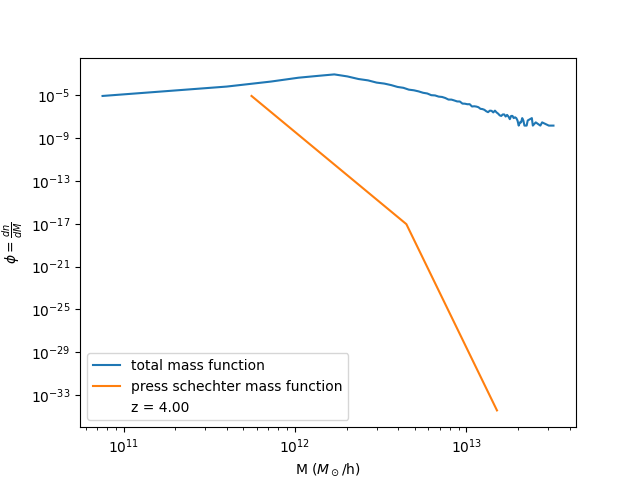 10⁻⁵
10⁻⁹
10⁻¹³
10⁻¹⁷
10⁻²¹
10⁻²⁵
10⁻²⁹
10⁻³³
ϕ = dn/dM
total mass function
press schechter mass function
z = 4.00
10¹¹ 10¹² 10¹³
M (M⊙/h)